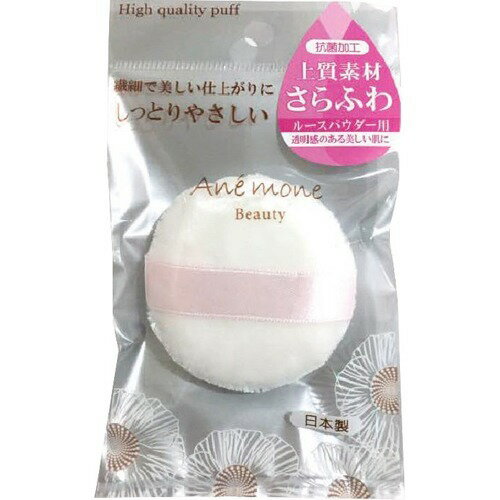 High quality puff
抗菌加工
上質素材
さらふわ
ルースパウダー用
透明感のある美しい肌に
繊細で美しい仕上がりに
しっとりやさしい
Anémone
Beauty
日本製